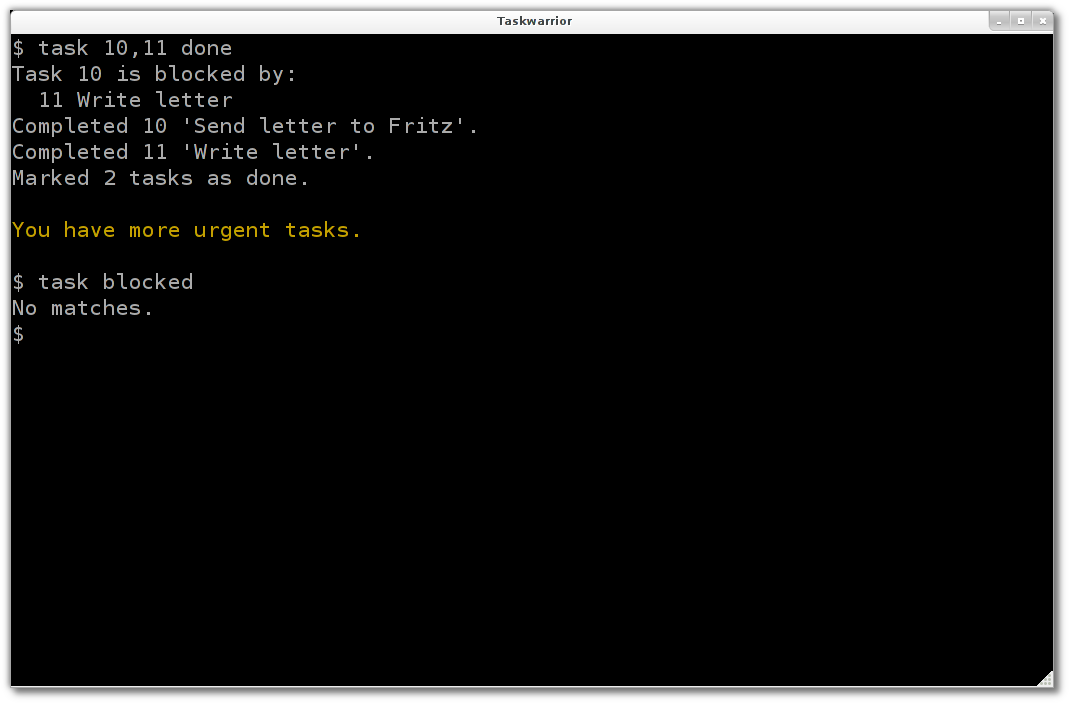 Taskwarrior
$ task 10,11 done
Task 10 is blocked by:
  11 Write letter
Completed 10 'Send letter to Fritz'.
Completed 11 'Write letter'.
Marked 2 tasks as done.
You have more urgent tasks.
$ task blocked
No matches.
$